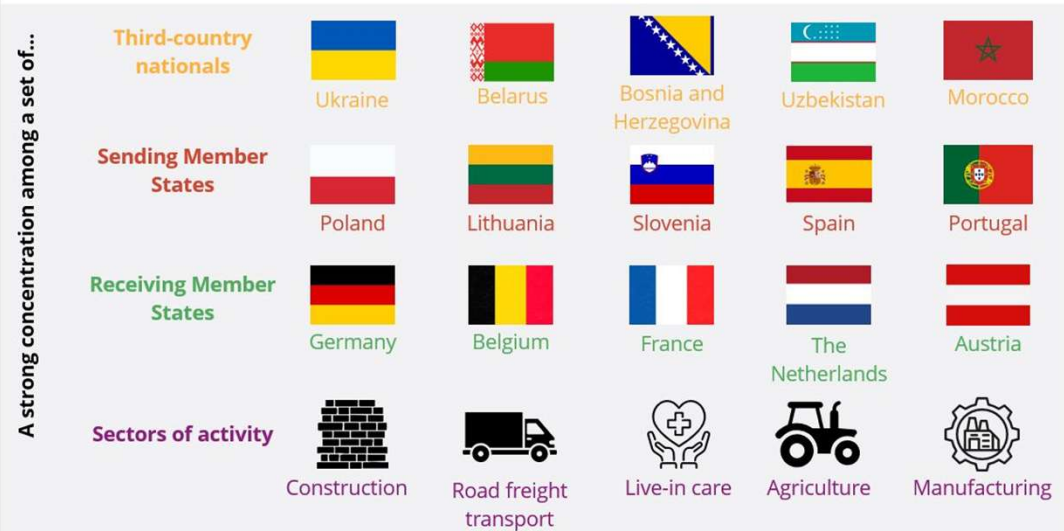 A strong concentration among a set of...
Third-country
nationals
Ukraine
Belarus
Bosnia and
Herzegovina
Uzbekistan
Morocco
Sending Member
States
Poland
Lithuania
Slovenia
Spain
Portugal
Receiving Member
States
Germany
Belgium
France
The
Netherlands
Austria
Sectors of activity
Construction
Road freight
transport
Live-in care
Agriculture
Manufacturing